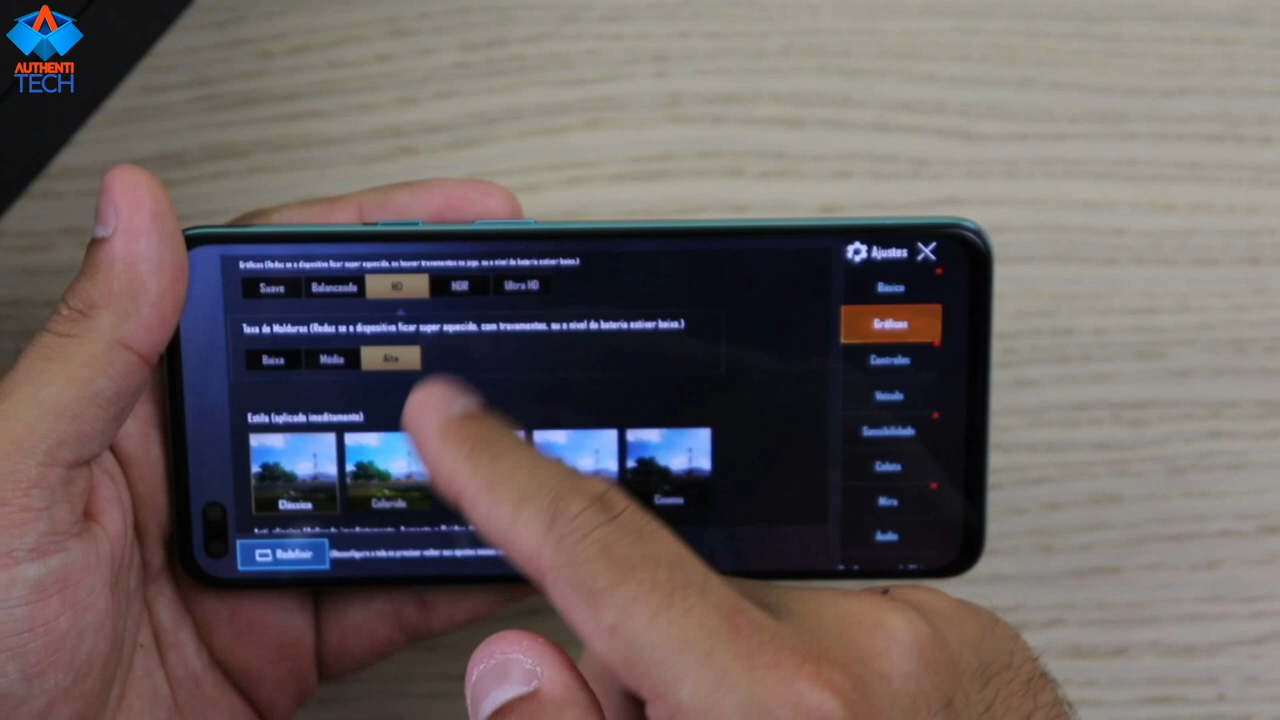 AUTHENTI
TECH
Ajustes
Gráficos (Reduz se o dispositivo ficar super aquecido, ou houver travamentos no jogo, ou o nível da bateria estiver baixo.)
Suave Balanceado HD HDR Ultra HD
Básico
Taxa de Molduras (Reduz se o dispositivo ficar super aquecido, com travamentos, ou o nível da bateria estiver baixo.)
Gráficos
Baixa Média Alta
Controles
Veículo
Estilo (aplicado imeditamente)
Sensibilidade
Coleta
Clássico Colorido Cinema
Mira
Áudio
Redefinir